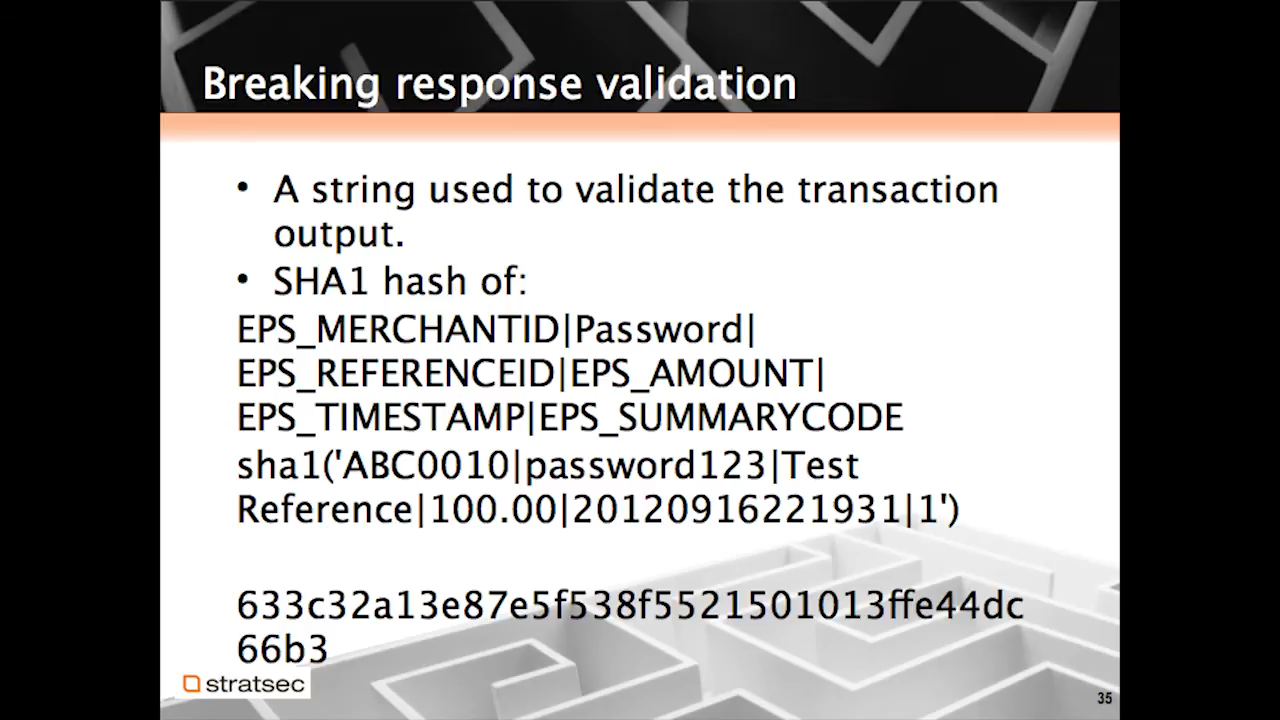 Breaking response validation
• A string used to validate the transaction
output.
• SHA1 hash of:
EPS_MERCHANTID|Password|
EPS_REFERENCEID|EPS_AMOUNT|
EPS_TIMESTAMP|EPS_SUMMARYCODE
sha1('ABC0010|password123|Test
Reference|100.00|20120916221931|1')
633c32a13e87e5f538f5521501013ffe44dc
66b3
stratsec
35